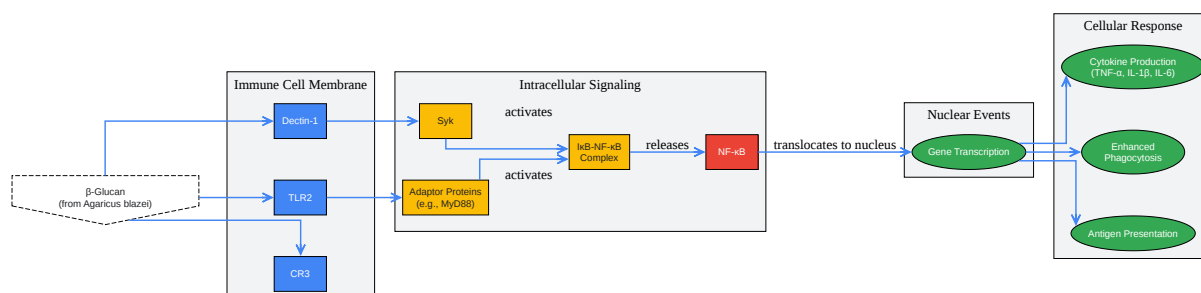 Cellular Response
Cytokine Production
(TNF-α, IL-1β, IL-6)
Immune Cell Membrane
Intracellular Signaling
Nuclear Events
activates
Dectin-1
Syk
IκB-NF-κB
Complex
releases
NF-κB
translocates to nucleus
Gene Transcription
Enhanced
Phagocytosis
activates
β-Glucan
(from Agaricus blazei)
TLR2
Adaptor Proteins
(e.g., MyD88)
Antigen Presentation
CR3